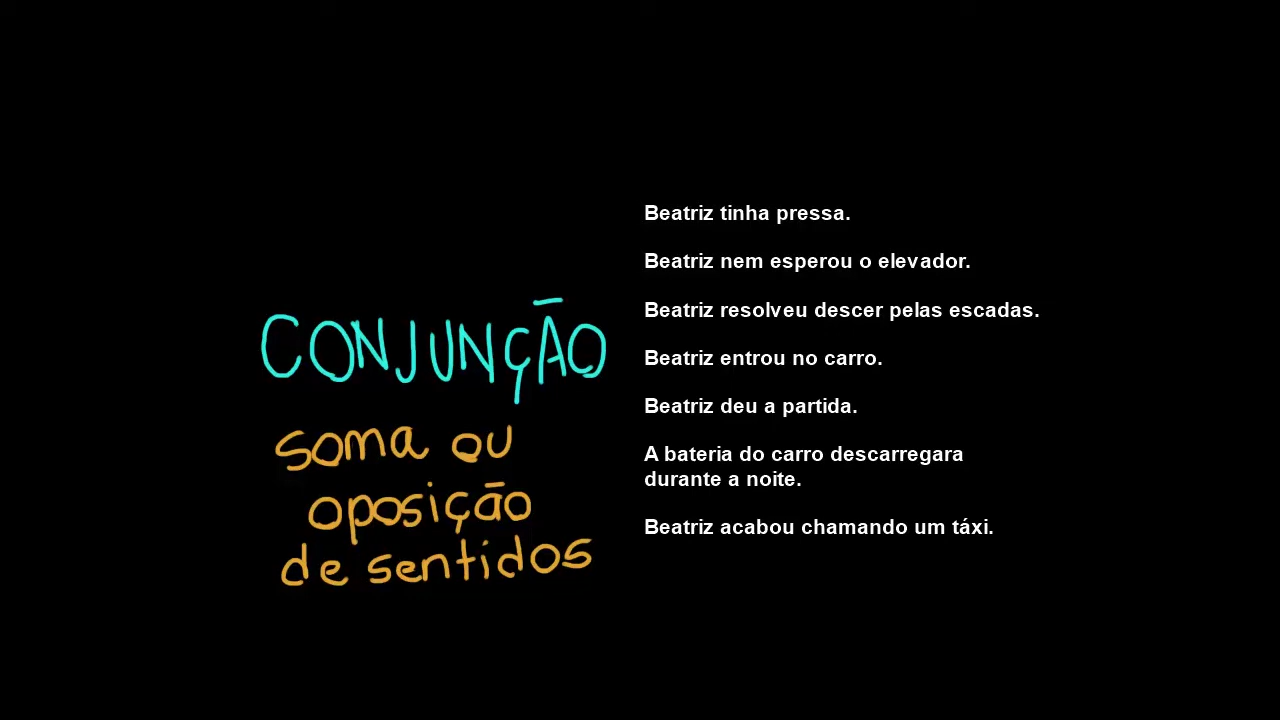 CONJUNÇÃO
soma ou
oposição
de sentidos
Beatriz tinha pressa.
Beatriz nem esperou o elevador.
Beatriz resolveu descer pelas escadas.
Beatriz entrou no carro.
Beatriz deu a partida.
A bateria do carro descarregara
durante a noite.
Beatriz acabou chamando um táxi.